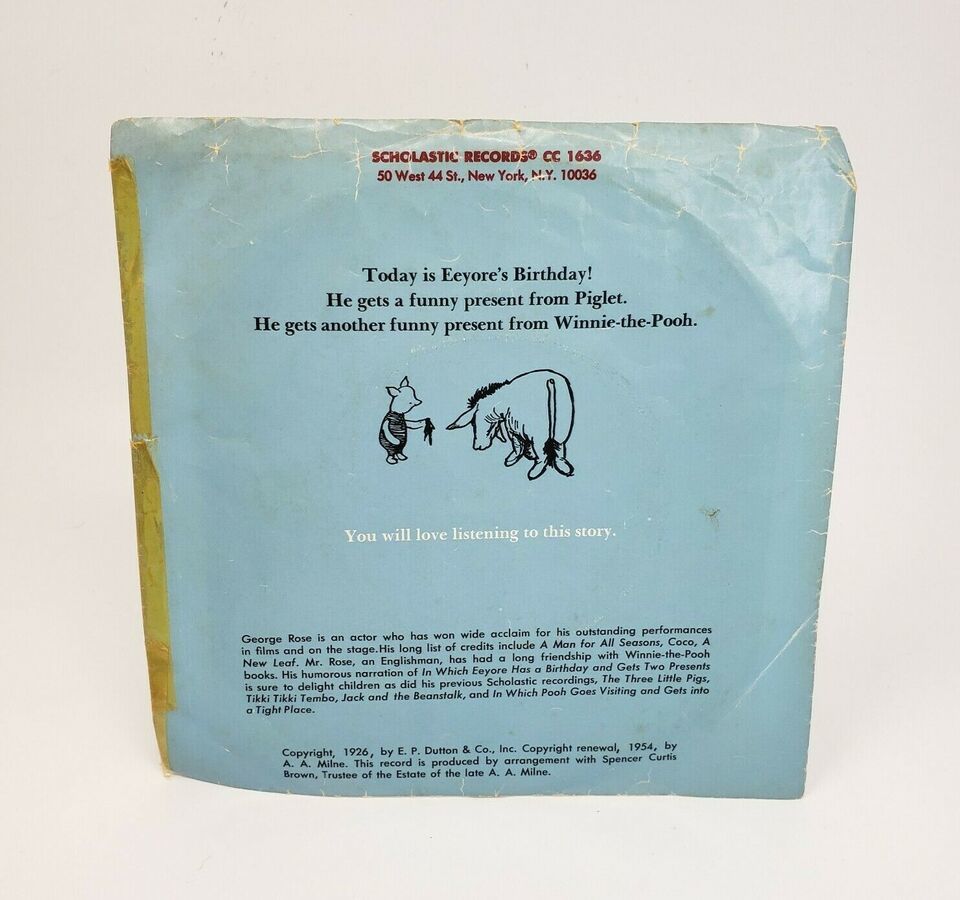 SCHOLASTIC RECORDS® CC 1636
50 West 44 St., New York, N.Y. 10036
Today is Eeyore's Birthday!
He gets a funny present from Piglet.
He gets another funny present from Winnie-the-Pooh.
You will love listening to this story.
George Rose is an actor who has won wide acclaim for his outstanding performances
in films and on the stage.His long list of credits include A Man for All Seasons, Coco, A
New Leaf. Mr. Rose, an Englishman, has had a long friendship with Winnie-the-Pooh
books. His humorous narration of In Which Eeyore Has a Birthday and Gets Two Presents
is sure to delight children as did his previous Scholastic recordings, The Three Little Pigs,
Tikki Tikki Tembo, Jack and the Beanstalk, and In Which Pooh Goes Visiting and Gets into
a Tight Place.
Copyright, 1926, by E. P. Dutton & Co., Inc. Copyright renewal, 1954, by
A. A. Milne. This record is produced by arrangement with Spencer Curtis
Brown, Trustee of the Estate of the late A. A. Milne.